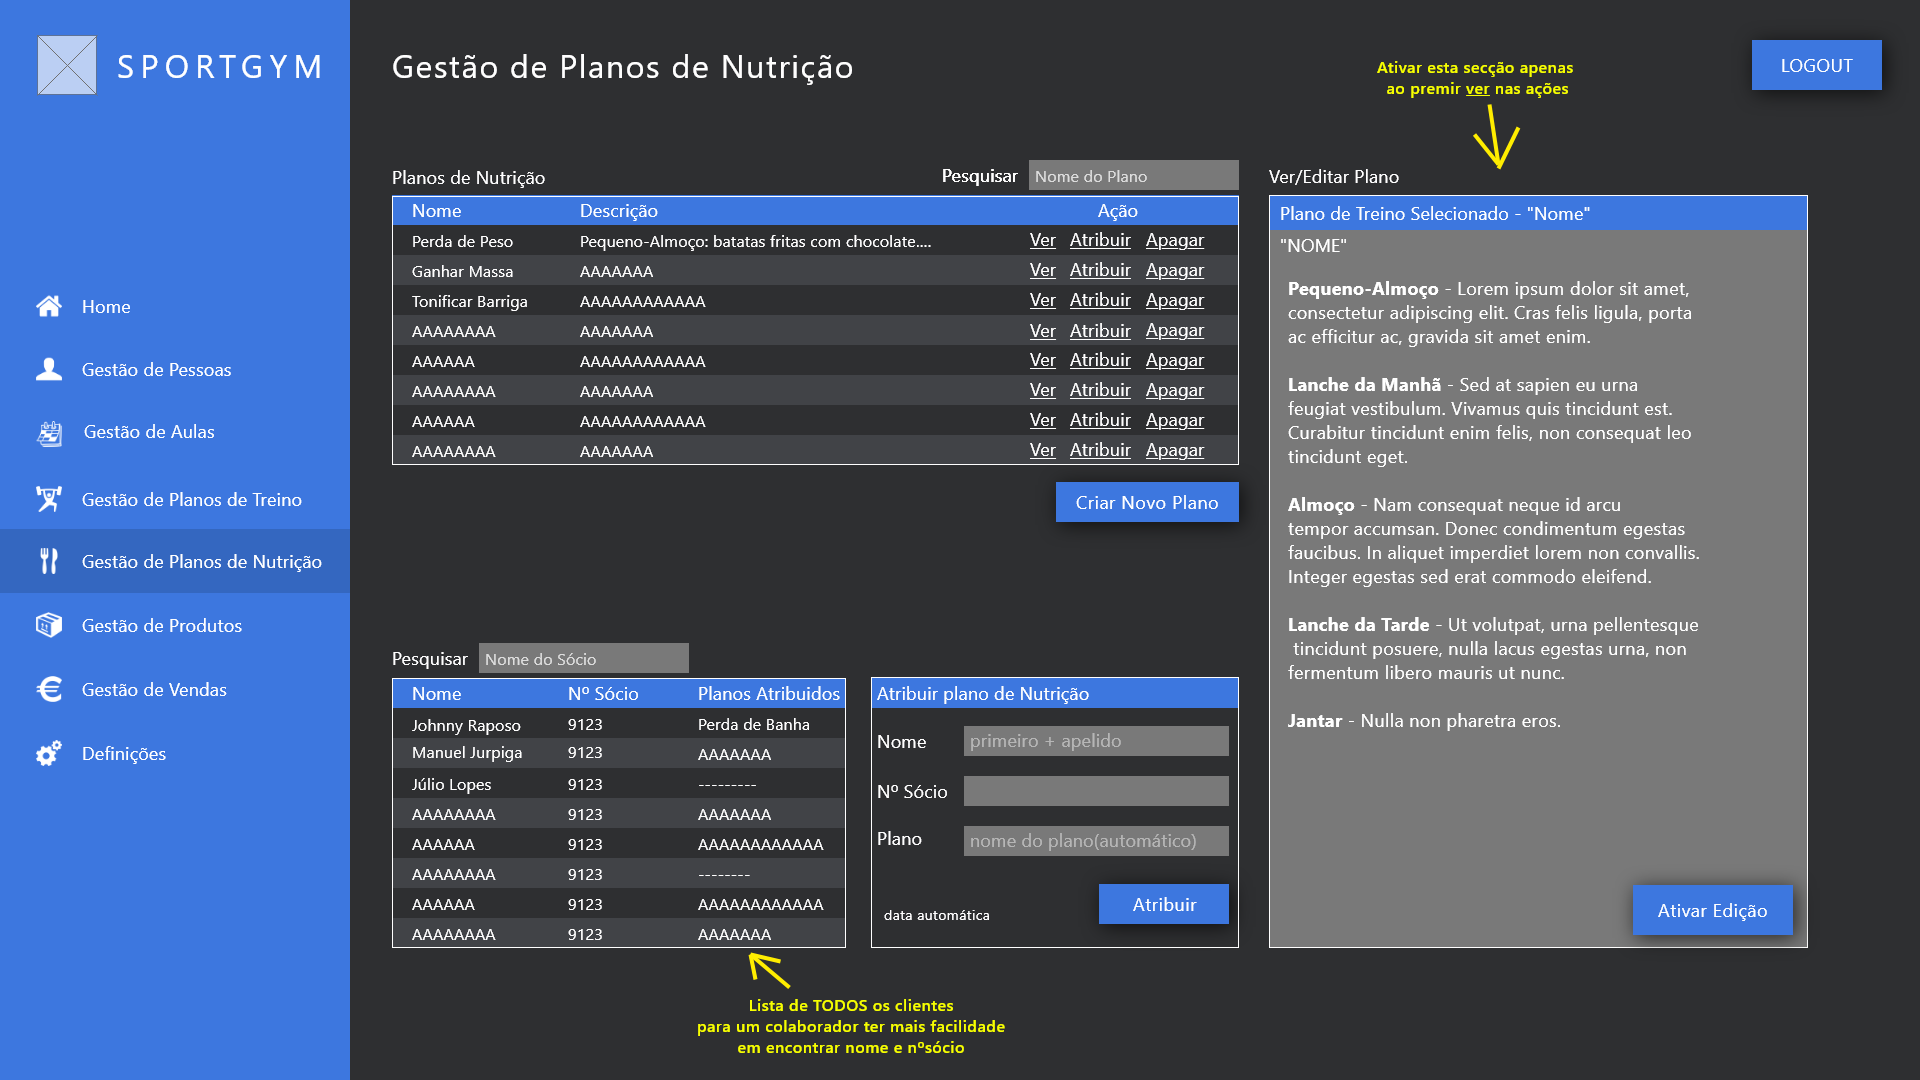 SPORTGYM
Home
Gestão de Pessoas
Gestão de Aulas
Gestão de Planos de Treino
Gestão de Planos de Nutrição
Gestão de Produtos
Gestão de Vendas
Definições
Gestão de Planos de Nutrição
Ativar esta secção apenas
ao premir ver nas ações
LOGOUT
Planos de Nutrição
Pesquisar Nome do Plano
Nome Descrição Ação
Perda de Peso Pequeno-Almoço: batatas fritas com chocolate.... Ver Atribuir Apagar
Ganhar Massa AAAAAAA Ver Atribuir Apagar
Tonificar Barriga AAAAAAAAAAAA Ver Atribuir Apagar
AAAAAAAA AAAAAAA Ver Atribuir Apagar
AAAAAA AAAAAAAAAAAA Ver Atribuir Apagar
AAAAAAAA AAAAAAA Ver Atribuir Apagar
AAAAAA AAAAAAAAAAAA Ver Atribuir Apagar
AAAAAAAA AAAAAAA Ver Atribuir Apagar
Criar Novo Plano
Pesquisar Nome do Sócio
Nome Nº Sócio Planos Atribuidos
Johnny Raposo 9123 Perda de Banha
Manuel Jurpiga 9123 AAAAAAA
Júlio Lopes 9123 ---------
AAAAAAAA 9123 AAAAAAA
AAAAAA 9123 AAAAAAAAAAAA
AAAAAAAA 9123 --------
AAAAAA 9123 AAAAAAAAAAAA
AAAAAAAA 9123 AAAAAAA
Lista de TODOS os clientes
para um colaborador ter mais facilidade
em encontrar nome e nºsócio
Atribuir plano de Nutrição
Nome primeiro + apelido
Nº Sócio
Plano nome do plano(automático)
data automática
Atribuir
Ver/Editar Plano
Plano de Treino Selecionado - "Nome"
"NOME"
Pequeno-Almoço - Lorem ipsum dolor sit amet,
consectetur adipiscing elit. Cras felis ligula, porta
ac efficitur ac, gravida sit amet enim.
Lanche da Manhã - Sed at sapien eu urna
feugiat vestibulum. Vivamus quis tincidunt est.
Curabitur tincidunt enim felis, non consequat leo
tincidunt eget.
Almoço - Nam consequat neque id arcu
tempor accumsan. Donec condimentum egestas
faucibus. In aliquet imperdiet lorem non convallis.
Integer egestas sed erat commodo eleifend.
Lanche da Tarde - Ut volutpat, urna pellentesque
tincidunt posuere, nulla lacus egestas urna, non
fermentum libero mauris ut nunc.
Jantar - Nulla non pharetra eros.
Ativar Edição